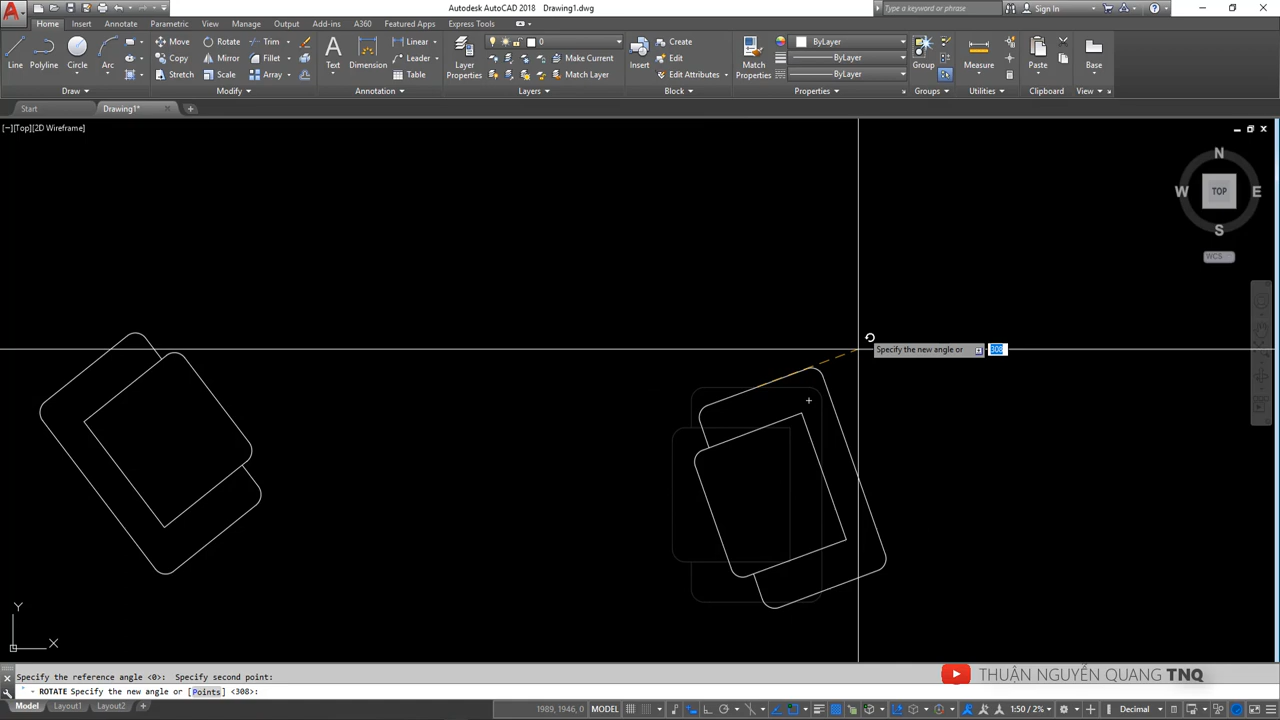 Autodesk AutoCAD 2018 Drawing1.dwg
Type a keyword or phrase
Sign In
Home Insert Annotate Parametric View Manage Output Add-ins A360 Featured Apps Express Tools
Line Polyline Circle Arc
Move Rotate Trim
Copy Mirror Fillet
Stretch Scale Array
Text Dimension
Linear
Leader
Table
Layer Properties
0
Make Current
Match Layer
Insert
Create
Edit
Edit Attributes
Match Properties
ByLayer
ByLayer
ByLayer
Group Measure Paste Base
Draw Modify Annotation Layers Block Properties Groups Utilities Clipboard View
Start Drawing1*
[−][Top][2D Wireframe]
N
W TOP E
S
WCS
Specify the new angle or 308
Y
X
Specify the reference angle <0>: Specify second point:
ROTATE Specify the new angle or [Points] <308>:
THUẬN NGUYỄN QUANG TNQ
Model Layout1 Layout2 +
1989, 1946, 0 MODEL 1:50 / 2% Decimal